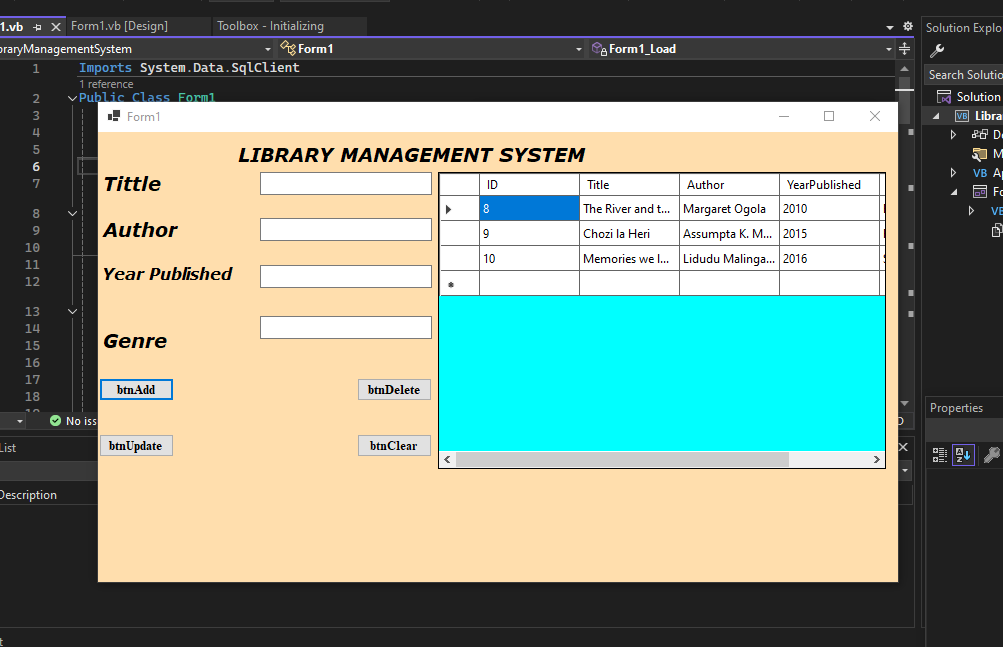 1.vb Form1.vb [Design] Toolbox - Initializing
braryManagementSystem Form1 Form1_Load
Solution Explo
Search Solutio
Solution
Libra
De
M
VB Ap
Fo
VB
1 Imports System.Data.SqlClient
1 reference
2 Public Class Form1
3
4
5
6
7
8
9
10
11
12
13
14
15
16
17
18
Form1
LIBRARY MANAGEMENT SYSTEM
Tittle
Author
Year Published
Genre
btnAdd btnDelete
btnUpdate btnClear
ID Title Author YearPublished
8 The River and t... Margaret Ogola 2010
9 Chozi la Heri Assumpta K. M... 2015
10 Memories we l... Lidudu Malinga... 2016
No iss
List
Description
Properties